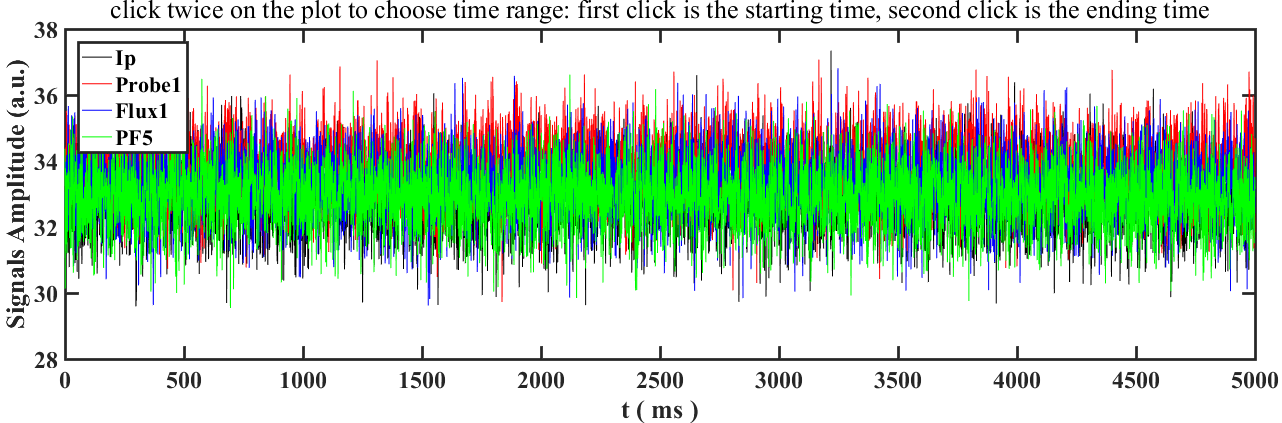 click twice on the plot to choose time range: first click is the starting time, second click is the ending time
Signals Amplitude (a.u.)
38
36
34
32
30
28
Ip
Probe1
Flux1
PF5
0 500 1000 1500 2000 2500 3000 3500 4000 4500 5000
t ( ms )